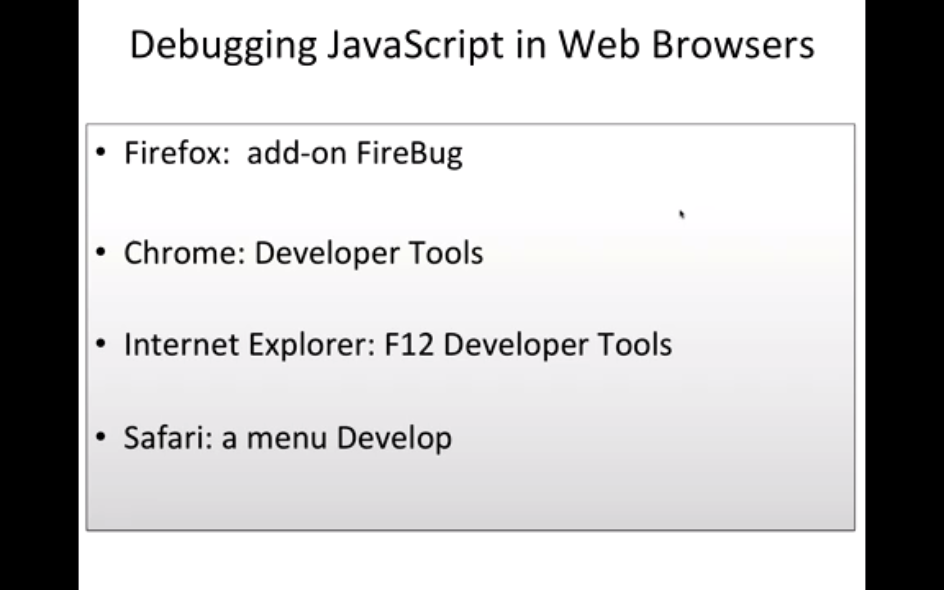 Debugging JavaScript in Web Browsers
• Firefox:  add-on FireBug
• Chrome: Developer Tools
• Internet Explorer: F12 Developer Tools
• Safari: a menu Develop